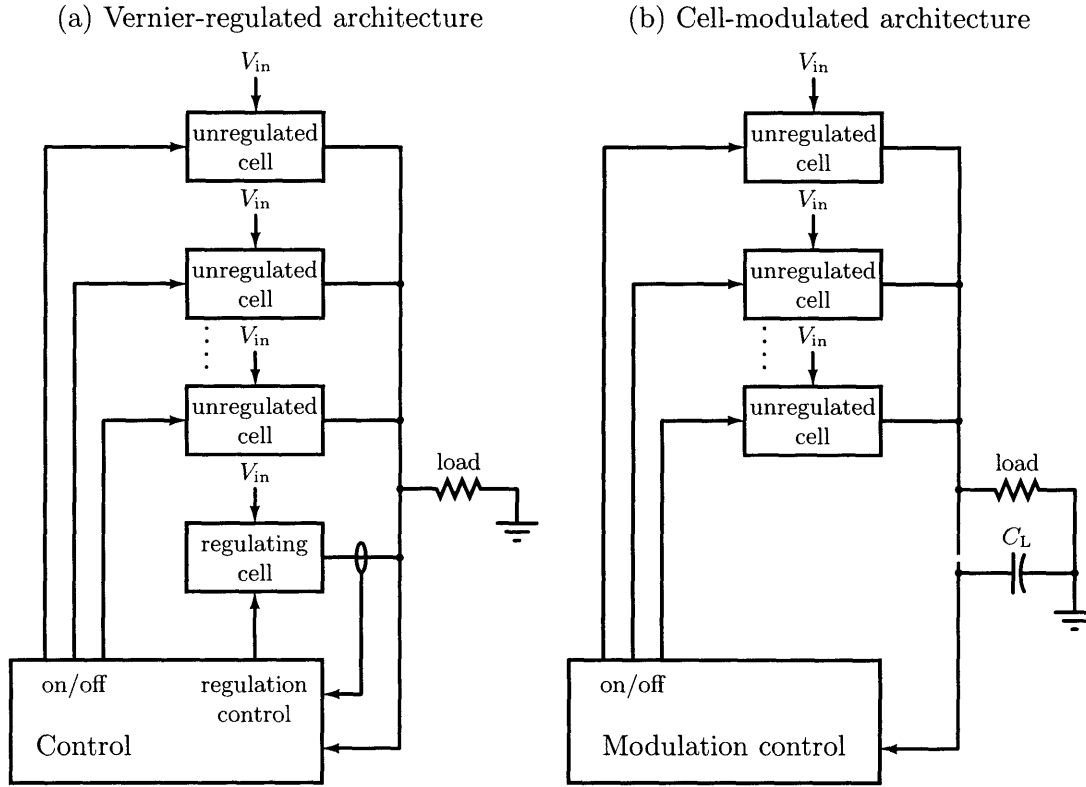 (a) Vernier-regulated architecture
V_in
unregulated
cell
V_in
unregulated
cell
V_in
unregulated
cell
V_in
load
regulating
cell
on/off
regulation
control
Control
(b) Cell-modulated architecture
V_in
unregulated
cell
V_in
unregulated
cell
V_in
unregulated
cell
load
C_L
on/off
Modulation control